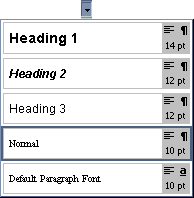 Heading 1 ¶ 14 pt
Heading 2 ¶ 12 pt
Heading 3 ¶ 12 pt
Normal ¶ 10 pt
Default Paragraph Font a 10 pt